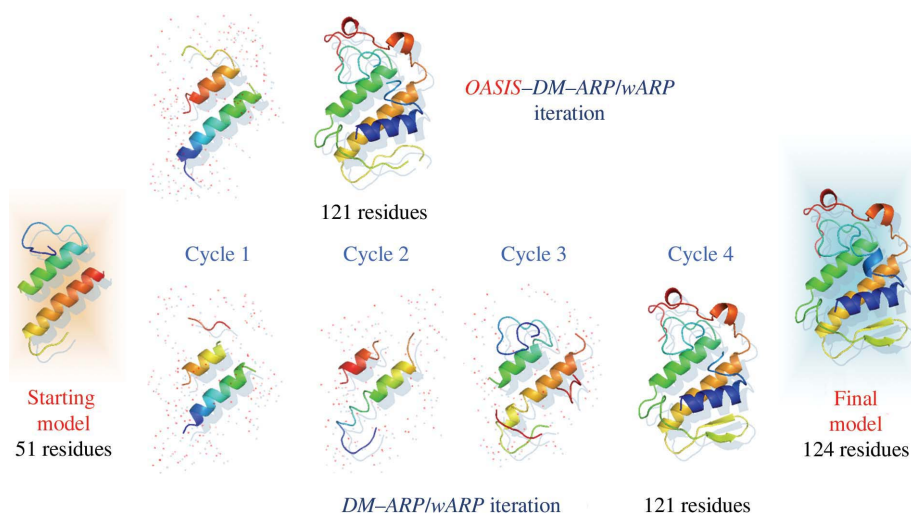 OASIS–DM–ARP/wARP
iteration
121 residues
Cycle 1
Cycle 2
Cycle 3
Cycle 4
Starting
model
51 residues
Final
model
124 residues
DM–ARP/wARP iteration
121 residues